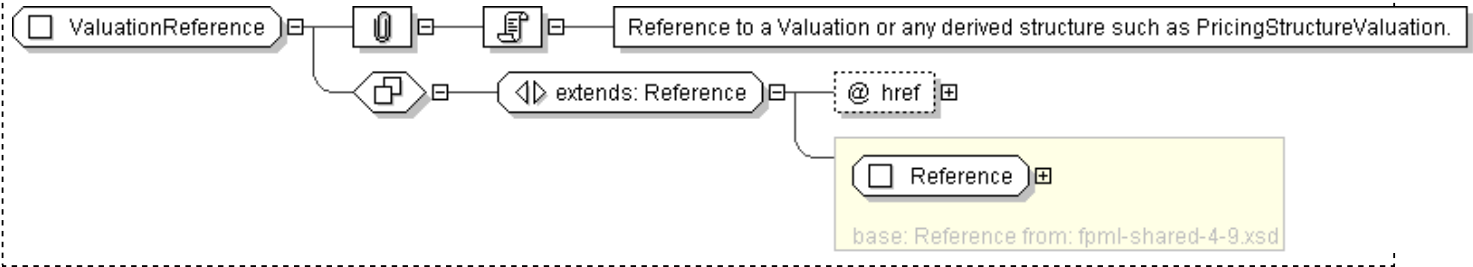 ValuationReference
Reference to a Valuation or any derived structure such as PricingStructureValuation.
extends: Reference
@ href
Reference
base: Reference from: fpml-shared-4-9.xsd